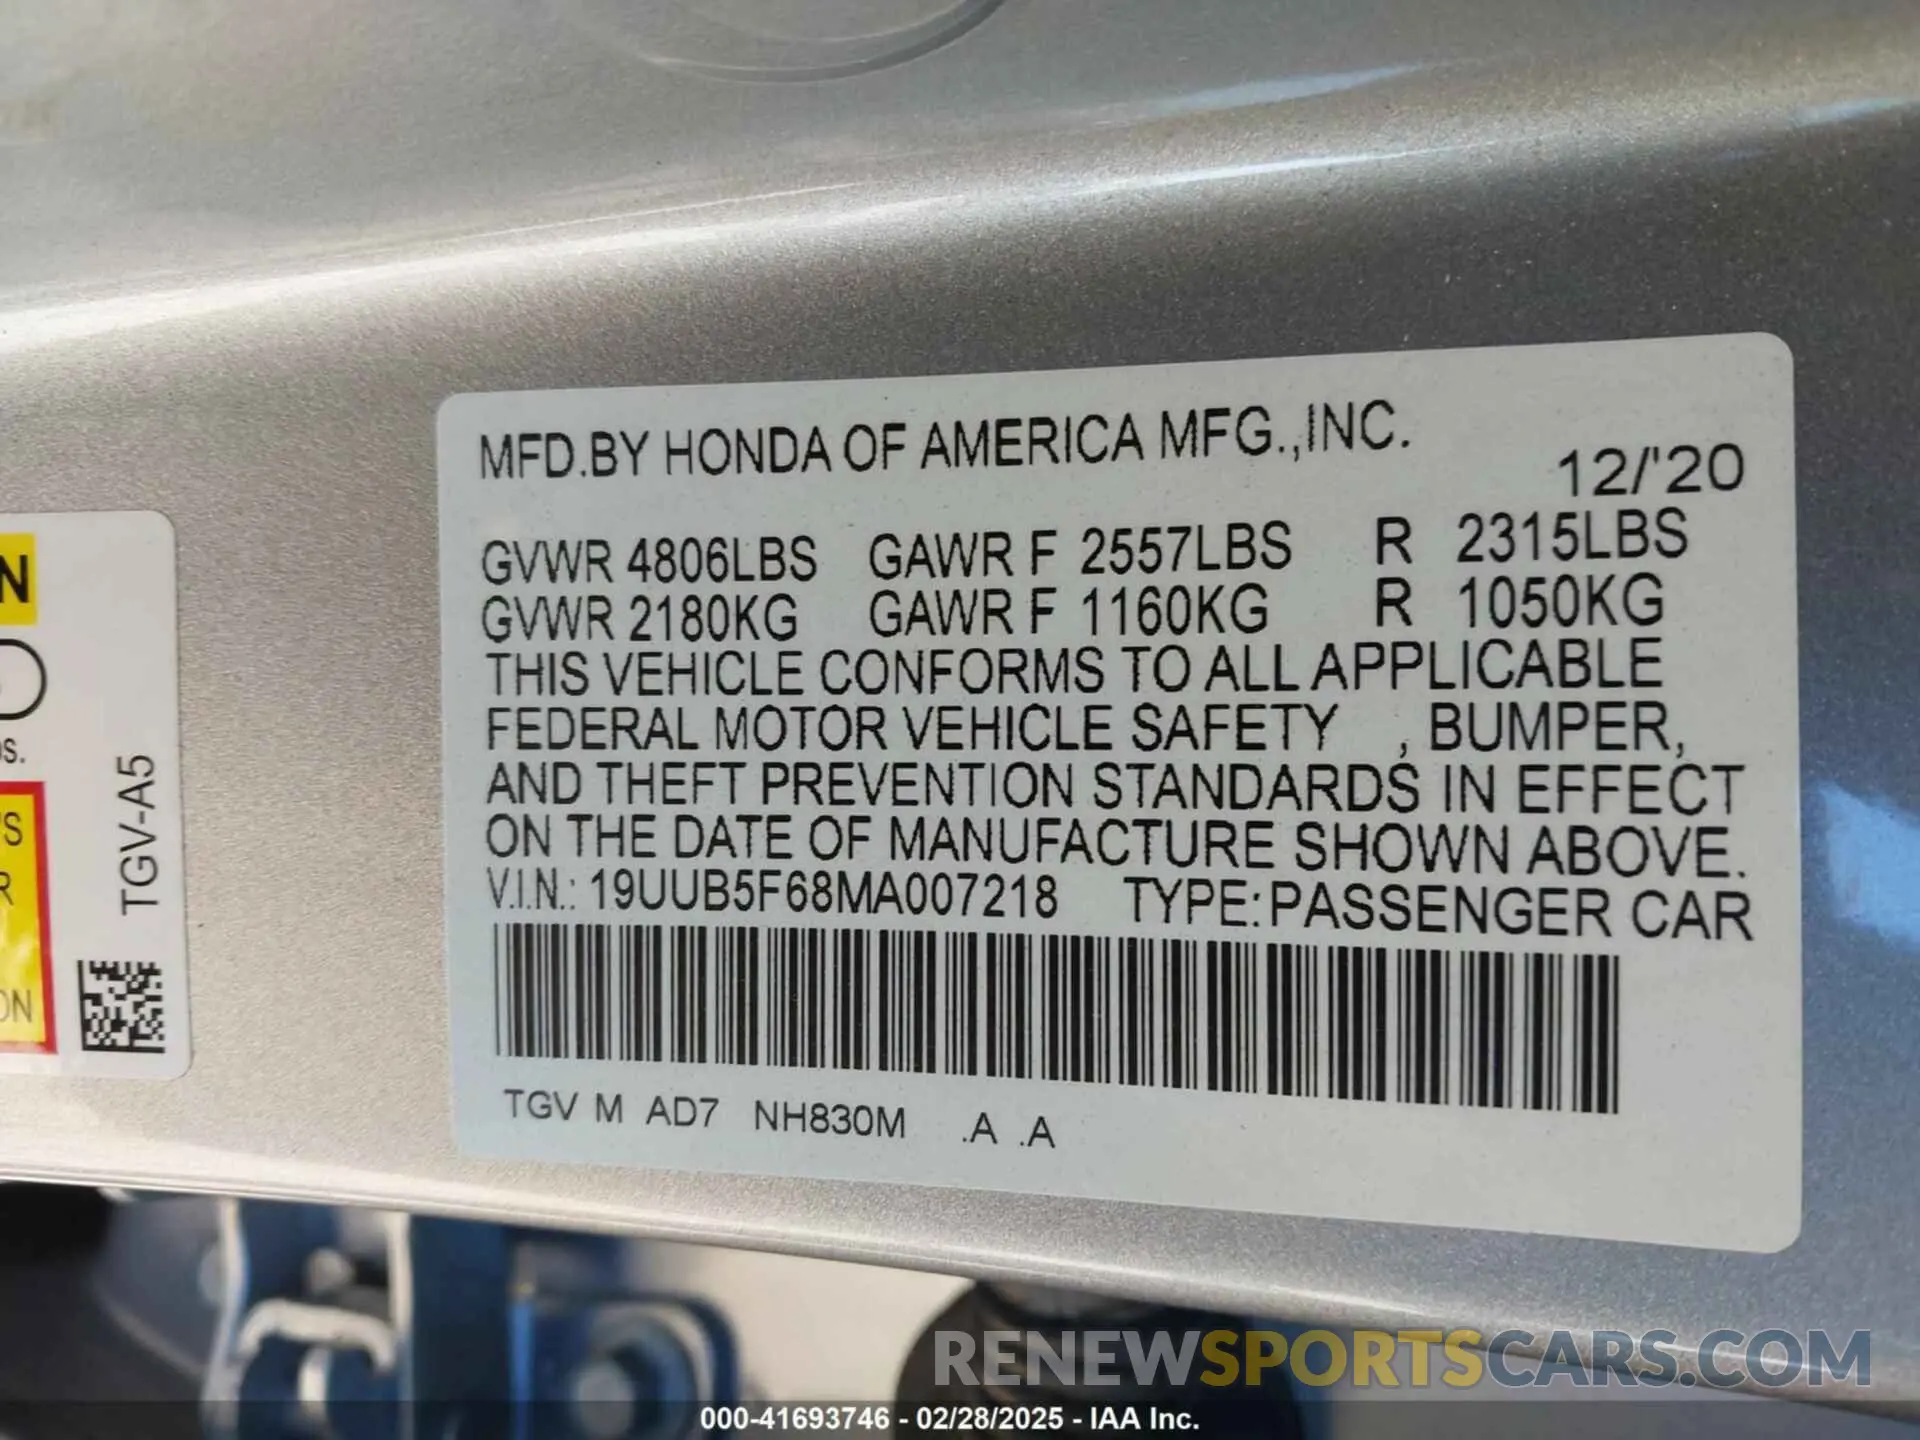 MFD.BY HONDA OF AMERICA MFG.,INC.
12/'20
GVWR 4806LBS GAWR F 2557LBS R 2315LBS
GVWR 2180KG GAWR F 1160KG R 1050KG
THIS VEHICLE CONFORMS TO ALL APPLICABLE
FEDERAL MOTOR VEHICLE SAFETY , BUMPER,
AND THEFT PREVENTION STANDARDS IN EFFECT
ON THE DATE OF MANUFACTURE SHOWN ABOVE.
V.I.N.: 19UUB5F68MA007218 TYPE:PASSENGER CAR
TGV M AD7 NH830M .A .A
TGV-A5
RENEWSPORTSCARS.COM
000-41693746 - 02/28/2025 - IAA Inc.